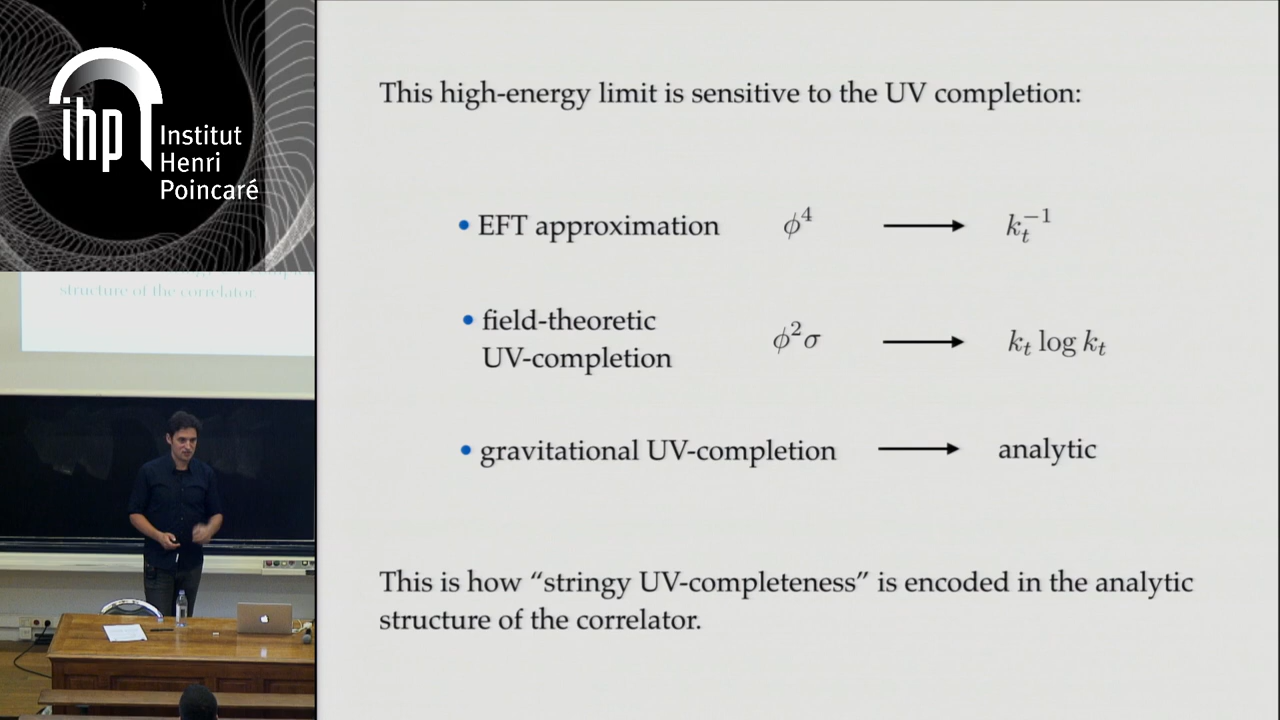 ihp Institut
Henri
Poincaré
structure of the correlator.
This high-energy limit is sensitive to the UV completion:
• EFT approximation ϕ⁴ ⟶ kₜ⁻¹
• field-theoretic
UV-completion ϕ²σ ⟶ kₜ log kₜ
• gravitational UV-completion ⟶ analytic
This is how “stringy UV-completeness” is encoded in the analytic
structure of the correlator.